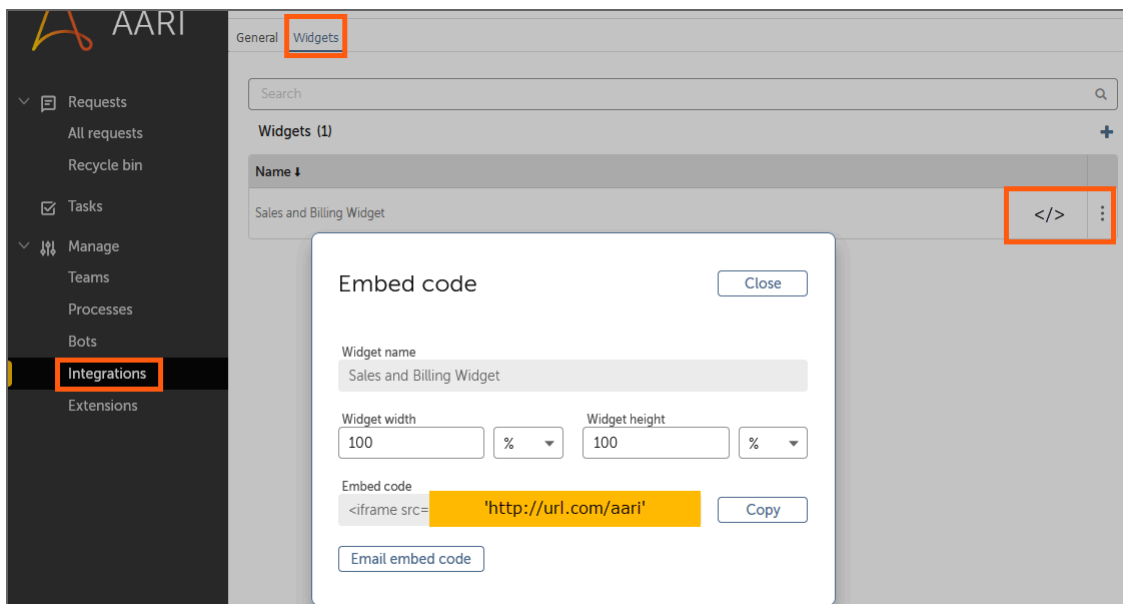 AARI
Requests
All requests
Recycle bin
Tasks
Manage
Teams
Processes
Bots
Integrations
Extensions
General Widgets
Search
Widgets (1)
+
Name ⬇
Sales and Billing Widget </>
Embed code Close
Widget name
Sales and Billing Widget
Widget width Widget height
100 % 100 %
Embed code
<iframe src= 'http://url.com/aari' Copy
Email embed code